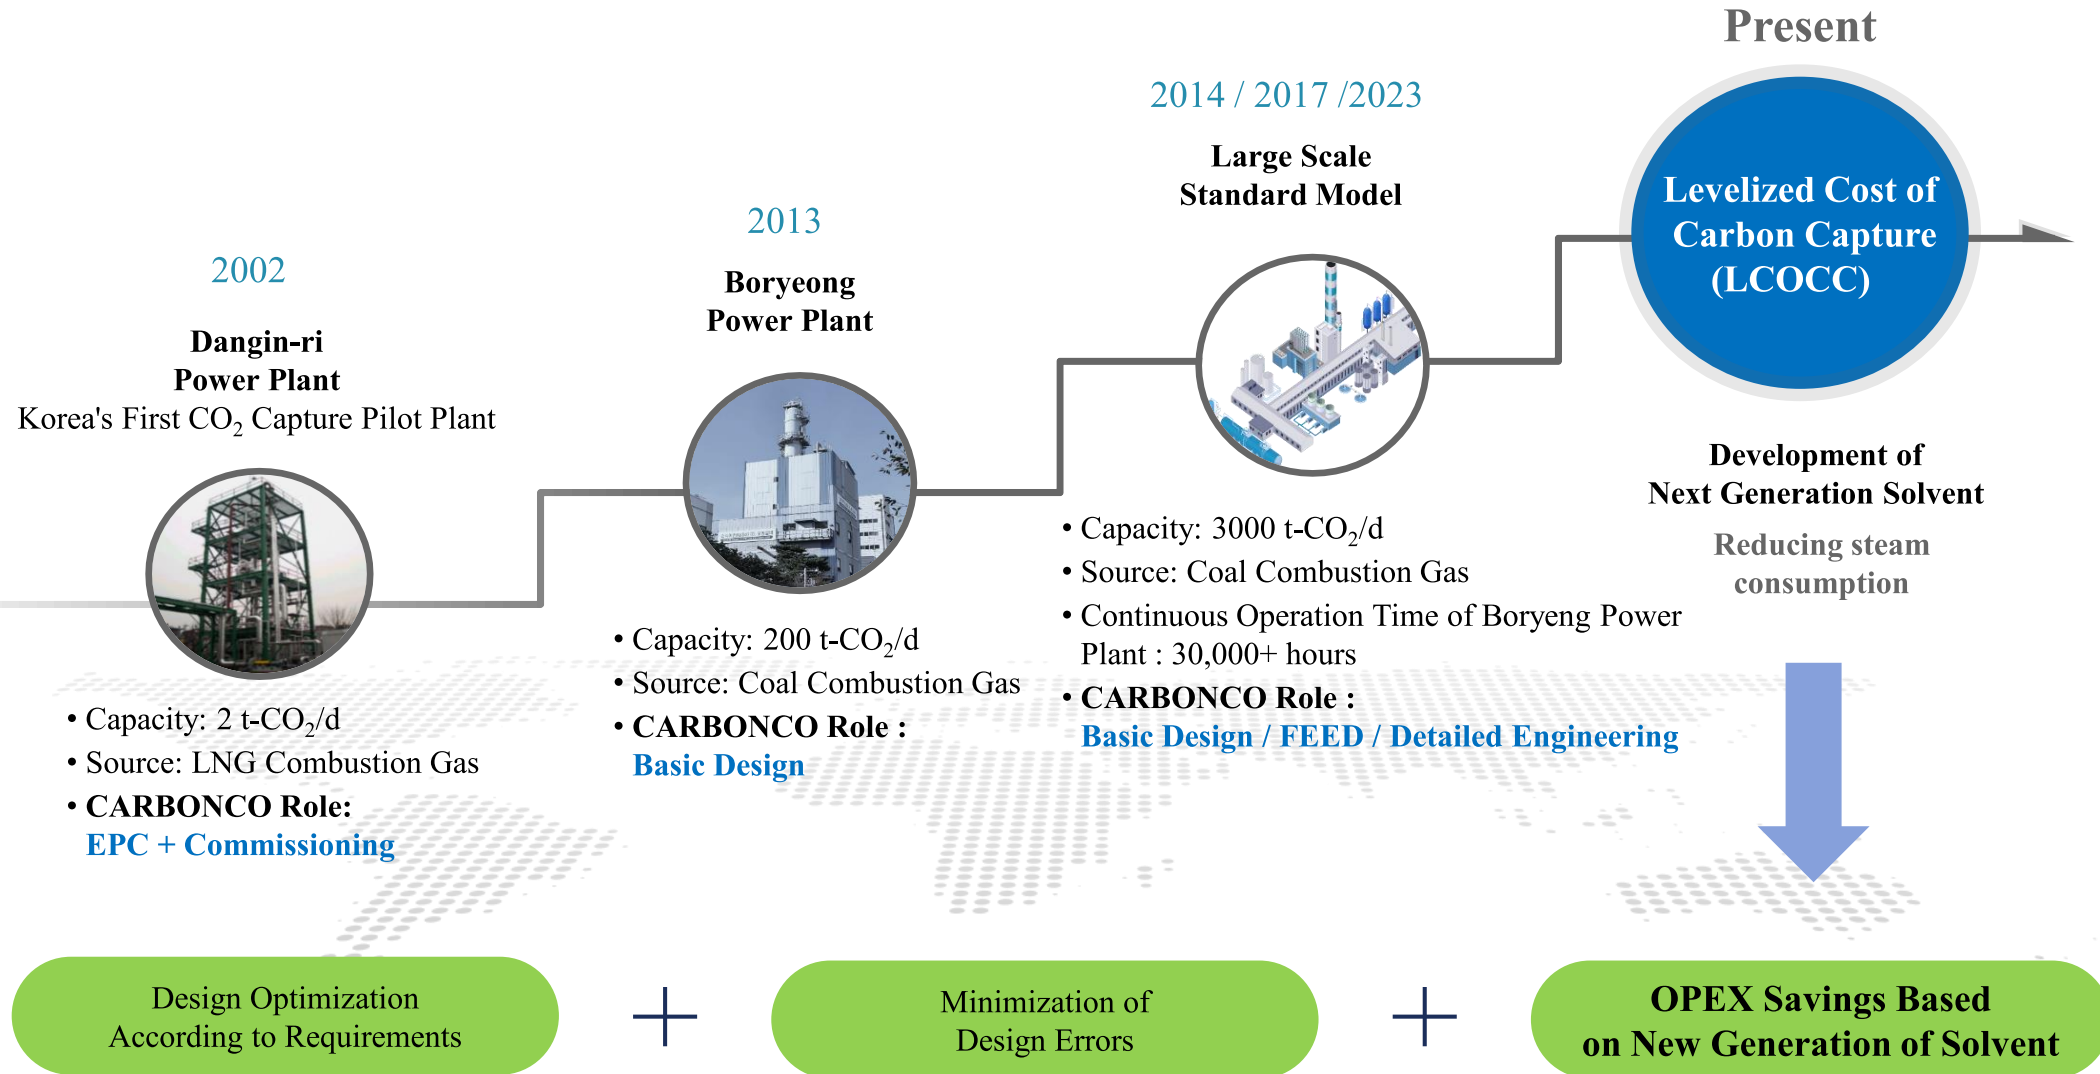 2002
Dangin-ri
Power Plant
Korea's First CO₂ Capture Pilot Plant
• Capacity: 2 t-CO₂/d
• Source: LNG Combustion Gas
• CARBONCO Role:
EPC + Commissioning
2013
Boryeong
Power Plant
• Capacity: 200 t-CO₂/d
• Source: Coal Combustion Gas
• CARBONCO Role :
Basic Design
2014 / 2017 /2023
Large Scale
Standard Model
• Capacity: 3000 t-CO₂/d
• Source: Coal Combustion Gas
• Continuous Operation Time of Boryeng Power
Plant : 30,000+ hours
• CARBONCO Role :
Basic Design / FEED / Detailed Engineering
Present
Levelized Cost of
Carbon Capture
(LCOCC)
Development of
Next Generation Solvent
Reducing steam
consumption
Design Optimization
According to Requirements
+
Minimization of
Design Errors
+
OPEX Savings Based
on New Generation of Solvent